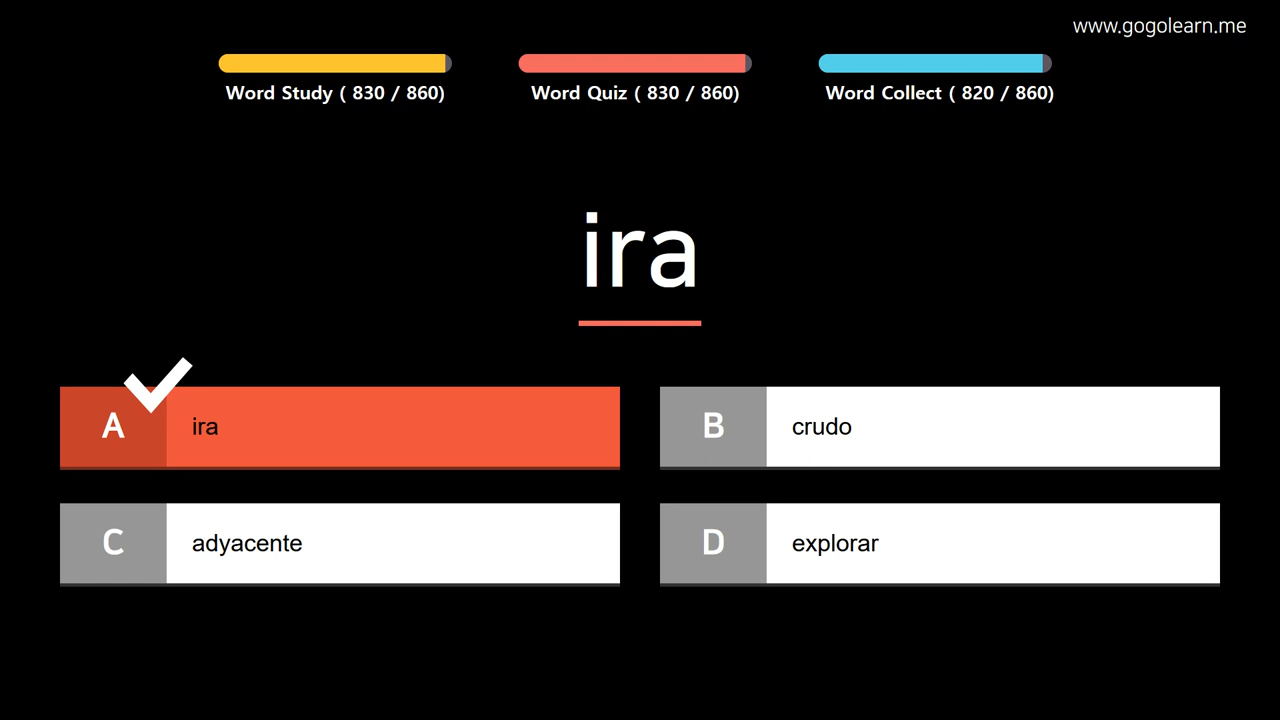 www.gogolearn.me
Word Study ( 830 / 860)
Word Quiz ( 830 / 860)
Word Collect ( 820 / 860)
ira
A ira
B crudo
C adyacente
D explorar